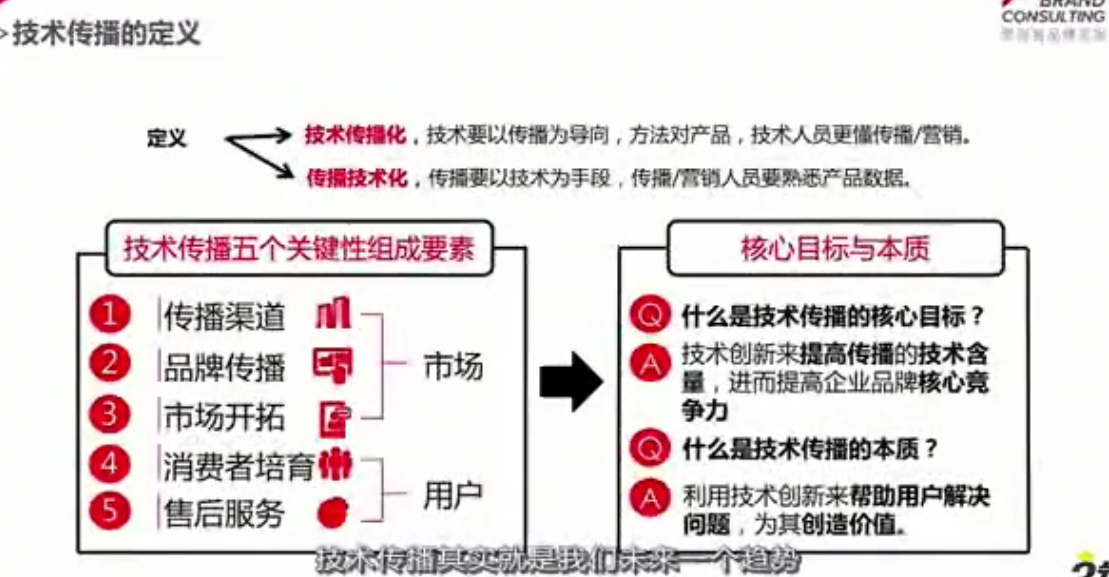 >技术传播的定义
BRAND
CONSULTING
定义
技术传播化，技术要以传播为导向，方法对产品，技术人员更懂传播/营销。
传播技术化，传播要以技术为手段，传播/营销人员要熟悉产品数据。
技术传播五个关键性组成要素
1 传播渠道
2 品牌传播
3 市场开拓
市场
4 消费者培育
5 售后服务
用户
核心目标与本质
Q 什么是技术传播的核心目标？
A 技术创新来提高传播的技术含
量，进而提高企业品牌核心竞
争力
Q 什么是技术传播的本质？
A 利用技术创新来帮助用户解决
问题，为其创造价值。
技术传播其实就是我们未来一个趋势